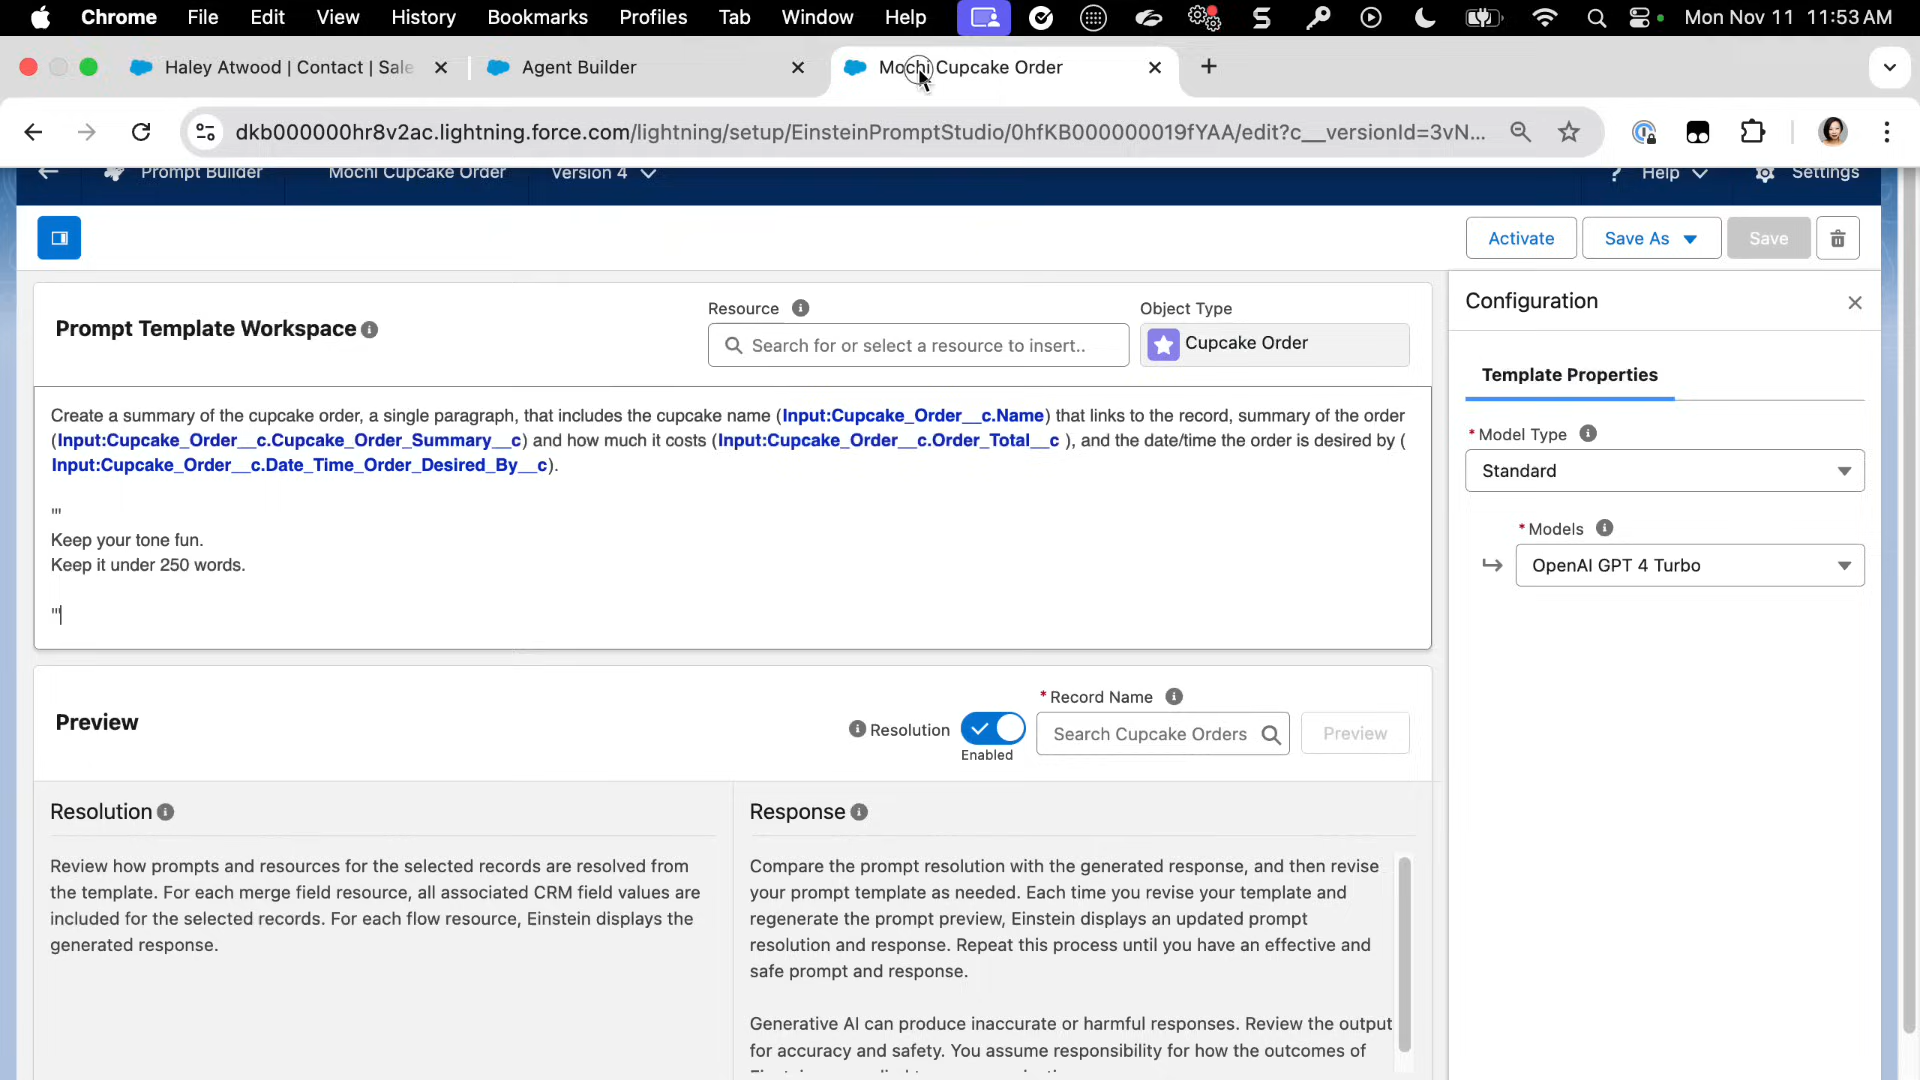 Chrome File Edit View History Bookmarks Profiles Tab Window Help Mon Nov 11 11:53 AM
Haley Atwood | Contact | Sale
Agent Builder
Mochi Cupcake Order
dkb000000hr8v2ac.lightning.force.com/lightning/setup/EinsteinPromptStudio/0hfKB000000019fYAA/edit?c__versionId=3vN...
Prompt Builder Mochi Cupcake Order Version 4 Help Settings
Activate Save As Save
Prompt Template Workspace
Resource
Search for or select a resource to insert..
Object Type
Cupcake Order
Create a summary of the cupcake order, a single paragraph, that includes the cupcake name (Input:Cupcake_Order__c.Name) that links to the record, summary of the order
(Input:Cupcake_Order__c.Cupcake_Order_Summary__c) and how much it costs (Input:Cupcake_Order__c.Order_Total__c ), and the date/time the order is desired by (
Input:Cupcake_Order__c.Date_Time_Order_Desired_By__c).
'''
Keep your tone fun.
Keep it under 250 words.
'''
Configuration
Template Properties
* Model Type
Standard
* Models
OpenAI GPT 4 Turbo
Preview
Resolution
Enabled
* Record Name
Search Cupcake Orders
Preview
Resolution
Review how prompts and resources for the selected records are resolved from
the template. For each merge field resource, all associated CRM field values are
included for the selected records. For each flow resource, Einstein displays the
generated response.
Response
Compare the prompt resolution with the generated response, and then revise
your prompt template as needed. Each time you revise your template and
regenerate the prompt preview, Einstein displays an updated prompt
resolution and response. Repeat this process until you have an effective and
safe prompt and response.
Generative AI can produce inaccurate or harmful responses. Review the output
for accuracy and safety. You assume responsibility for how the outcomes of